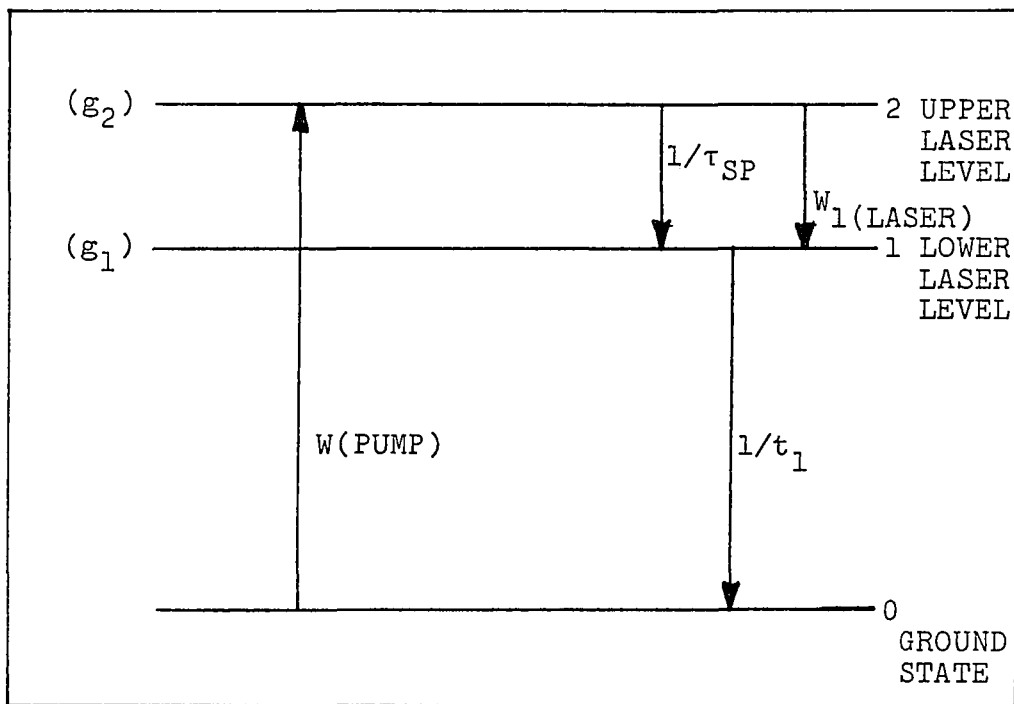 (g₂)
2 UPPER
LASER
LEVEL
1/τ_SP
W₁(LASER)
(g₁)
1 LOWER
LASER
LEVEL
W(PUMP)
1/t₁
0
GROUND
STATE